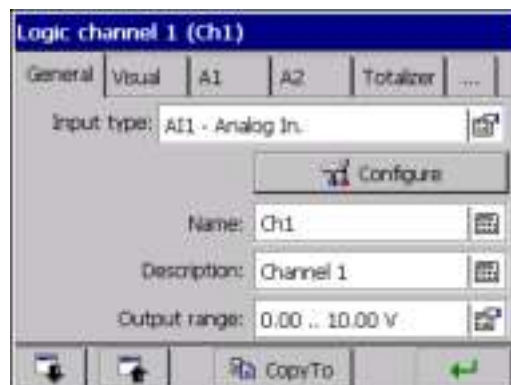 Logic channel 1 (Ch1)
General Visual A1 A2 Totalizer ...
Input type: AI1 - Analog In.
Configure
Name: Ch1
Description: Channel 1
Output range: 0.00 .. 10.00 V
CopyTo